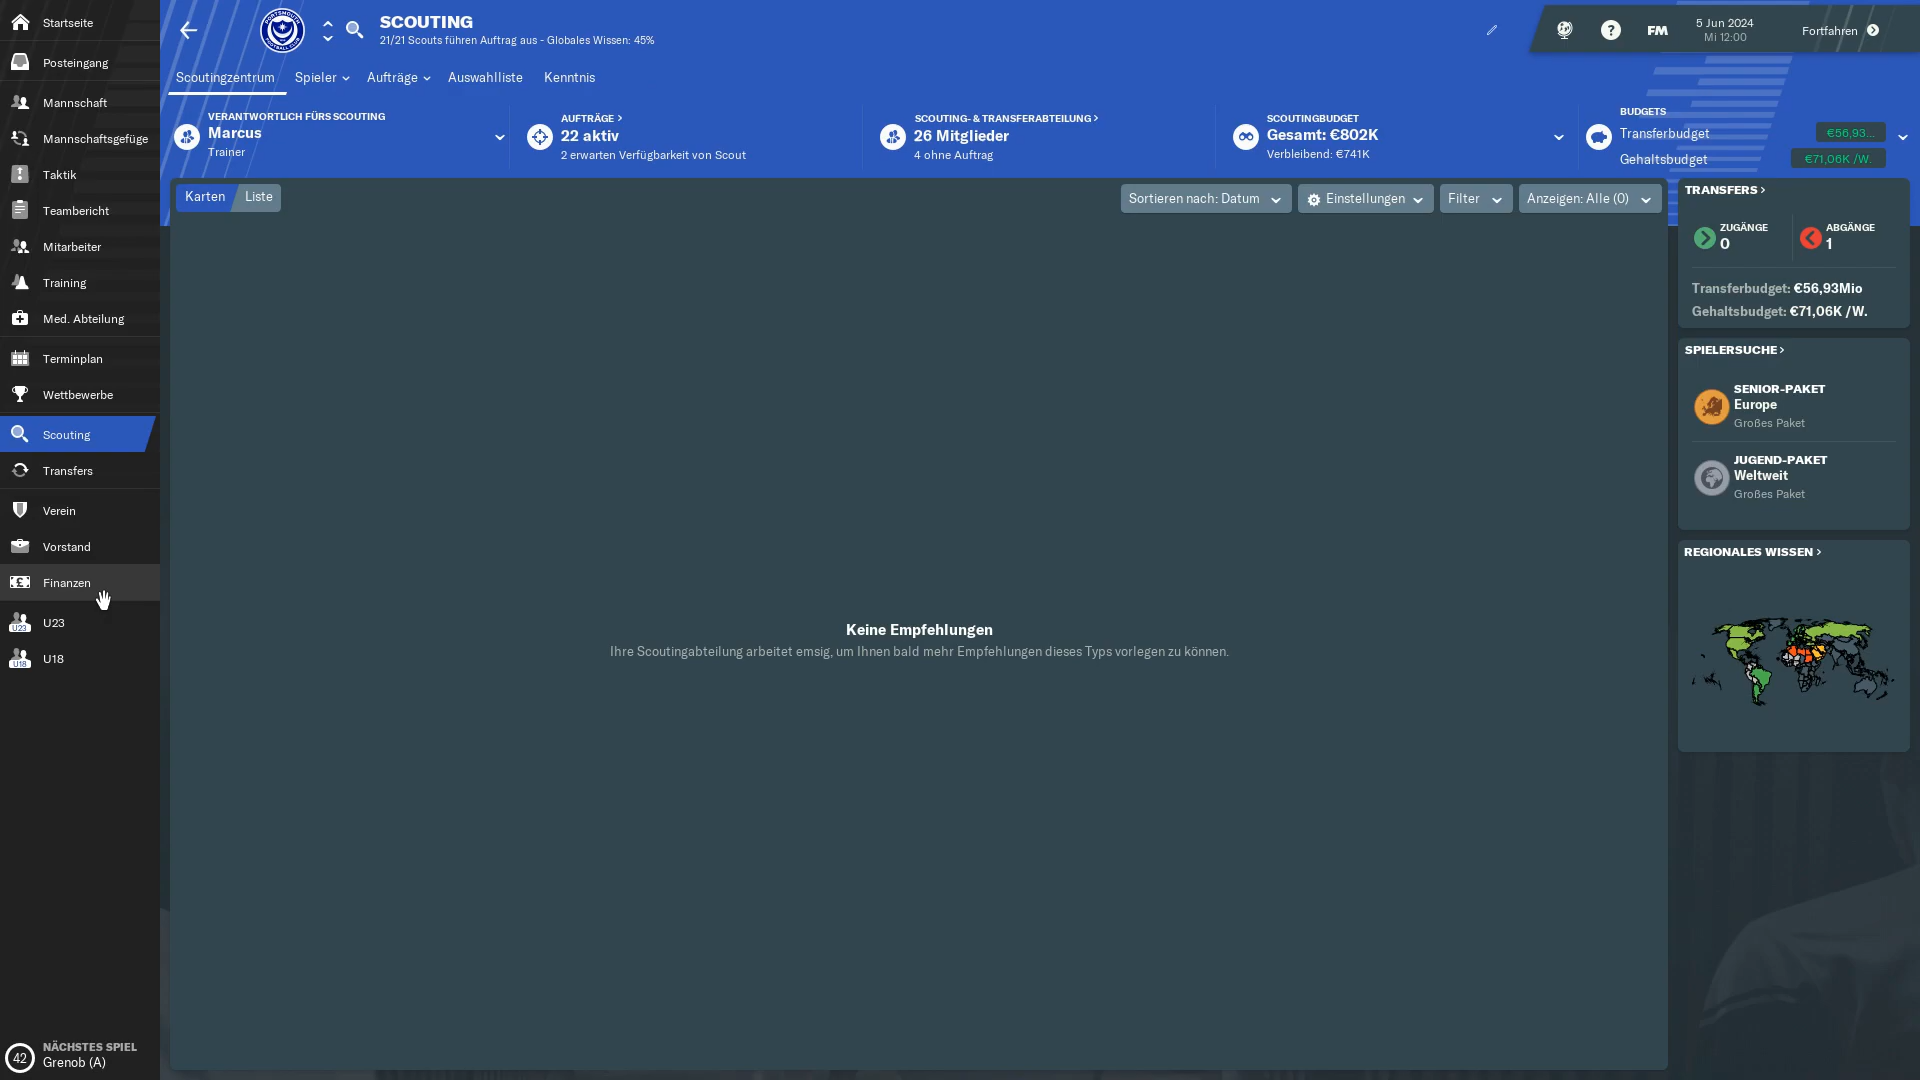 Startseite
Posteingang
Mannschaft
Mannschaftsgefüge
Taktik
Teambericht
Mitarbeiter
Training
Med. Abteilung
Terminplan
Wettbewerbe
Scouting
Transfers
Verein
Vorstand
Finanzen
U23
U23
U18
U18
42
NÄCHSTES SPIEL
Grenob (A)
SCOUTING
21/21 Scouts führen Auftrag aus - Globales Wissen: 45%
FM
5 Jun 2024
Mi 12:00
Fortfahren
Scoutingzentrum
Spieler
Aufträge
Auswahlliste
Kenntnis
VERANTWORTLICH FÜRS SCOUTING
Marcus
Trainer
AUFTRÄGE
22 aktiv
2 erwarten Verfügbarkeit von Scout
SCOUTING- & TRANSFERABTEILUNG
26 Mitglieder
4 ohne Auftrag
SCOUTINGBUDGET
Gesamt: €802K
Verbleibend: €741K
BUDGETS
Transferbudget
€56,93...
Gehaltsbudget
€71,06K /W.
Karten
Liste
Sortieren nach: Datum
Einstellungen
Filter
Anzeigen: Alle (0)
Keine Empfehlungen
Ihre Scoutingabteilung arbeitet emsig, um Ihnen bald mehr Empfehlungen dieses Typs vorlegen zu können.
TRANSFERS
ZUGÄNGE
0
ABGÄNGE
1
Transferbudget: €56,93Mio
Gehaltsbudget: €71,06K /W.
SPIELERSUCHE
SENIOR-PAKET
Europe
Großes Paket
JUGEND-PAKET
Weltweit
Großes Paket
REGIONALES WISSEN